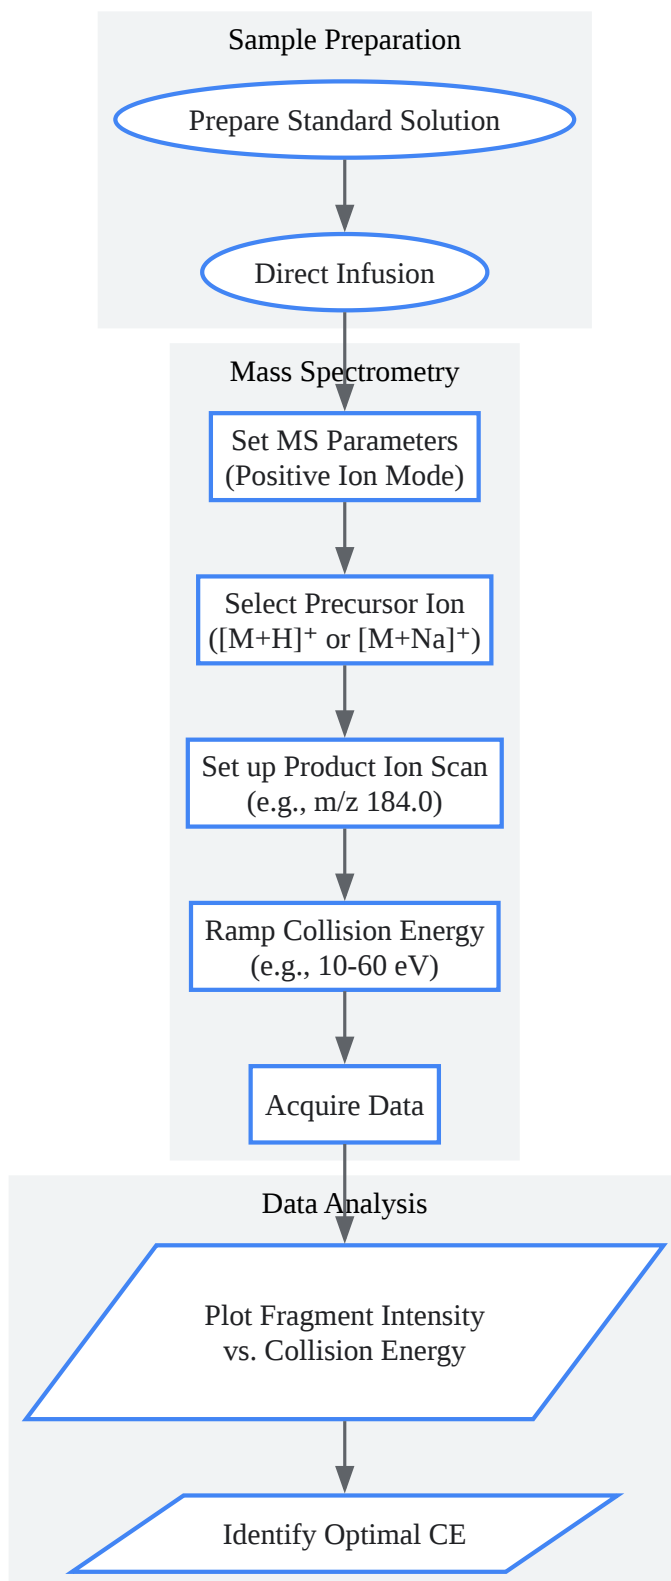 Sample Preparation
Prepare Standard Solution
Direct Infusion
Mass Spectrometry
Set MS Parameters
(Positive Ion Mode)
Select Precursor Ion
([M+H]⁺ or [M+Na]⁺)
Set up Product Ion Scan
(e.g., m/z 184.0)
Ramp Collision Energy
(e.g., 10-60 eV)
Acquire Data
Data Analysis
Plot Fragment Intensity
vs. Collision Energy
Identify Optimal CE